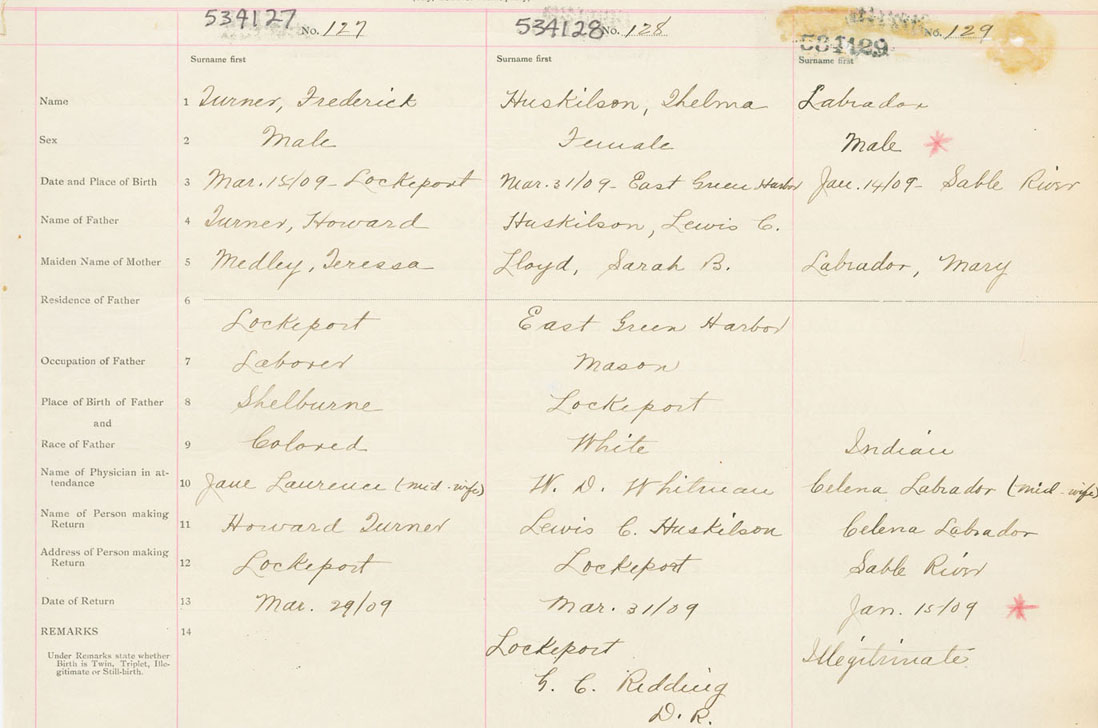 534127 No. 127 534128 No. 128 534129 No. 129
Surname first Surname first Surname first
Name 1 Turner, Frederick Huskilson, Thelma Labrador
Sex 2 Male Female Male *
Date and Place of Birth 3 Mar. 15/09 - Lockeport Mar. 31/09 - East Green Harbor Jan. 14/09 - Sable River
Name of Father 4 Turner, Howard Huskilson, Lewis C.
Maiden Name of Mother 5 Medley, Teressa Lloyd, Sarah B. Labrador, Mary
Residence of Father 6
Lockeport East Green Harbor
Occupation of Father 7 Laborer Mason
Place of Birth of Father 8 Shelburne Lockeport
and
Race of Father 9 Colored White Indian
Name of Physician in at-
tendance 10 Jane Laurence (mid-wife) W. D. Whitman Celena Labrador (mid-wife)
Name of Person making
Return 11 Howard Turner Lewis C. Huskilson Celena Labrador
Address of Person making
Return 12 Lockeport Lockeport Sable River
Date of Return 13 Mar. 29/09 Mar. 31/09 Jan. 15/09 *
REMARKS 14
Under Remarks state whether
Birth is Twin, Triplet, Ille-
gitimate or Still-birth.
Lockeport Illegitimate
G. C. Redding
D. R.